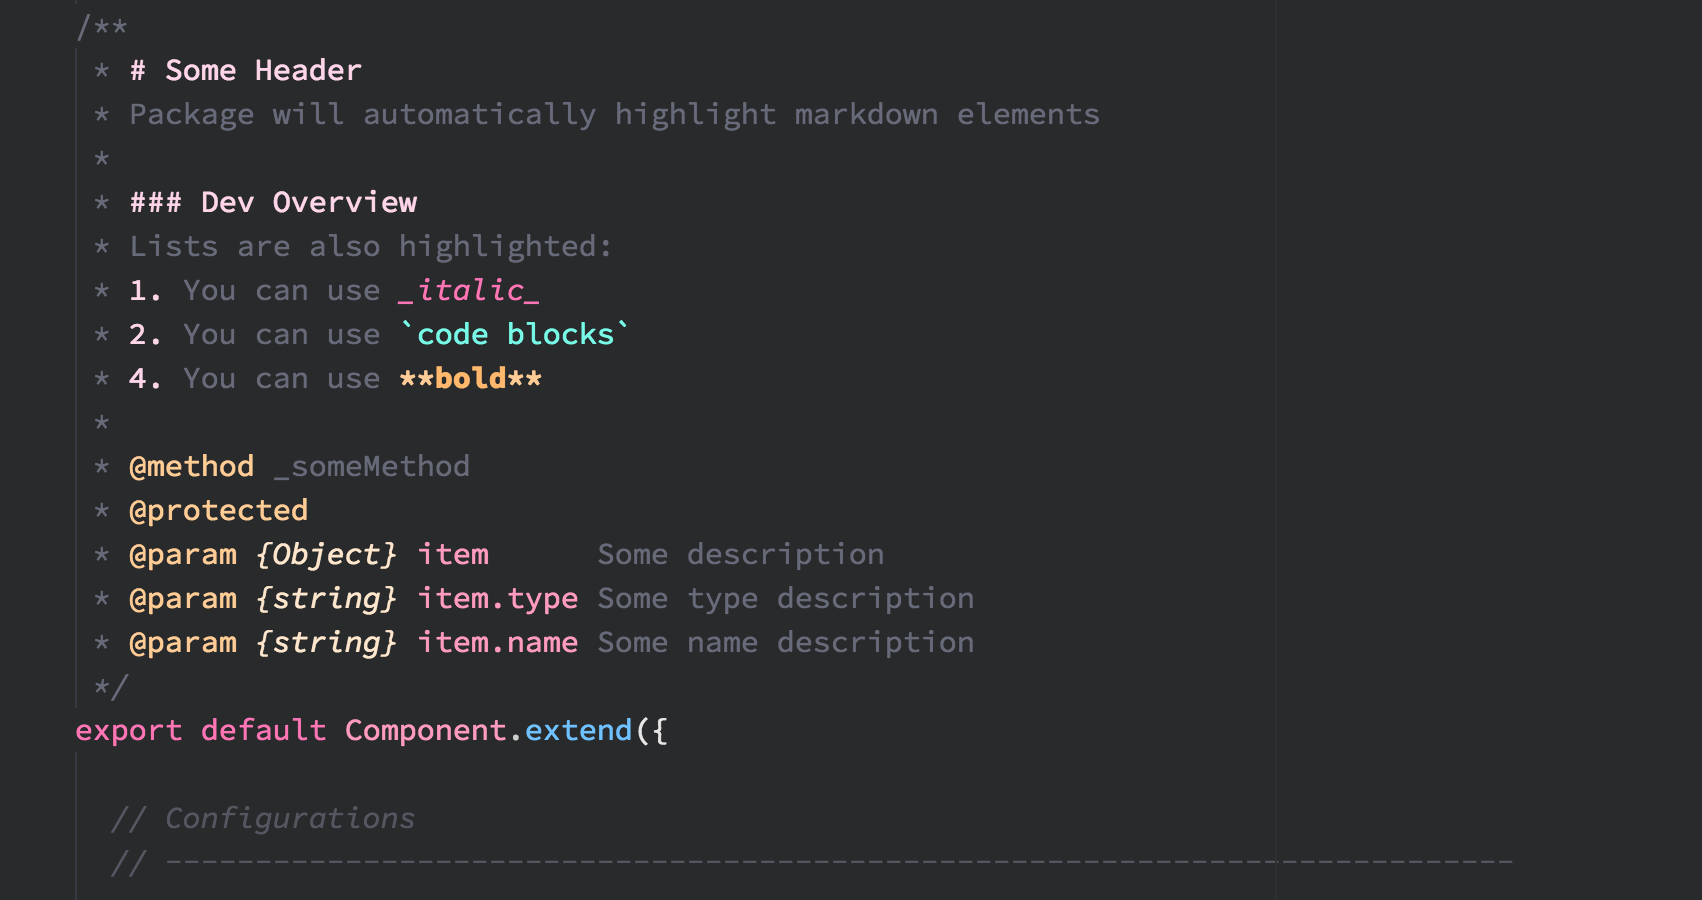 /**
 * # Some Header
 * Package will automatically highlight markdown elements
 *
 * ### Dev Overview
 * Lists are also highlighted:
 * 1. You can use _italic_
 * 2. You can use `code blocks`
 * 4. You can use **bold**
 *
 * @method _someMethod
 * @protected
 * @param {Object} item      Some description
 * @param {string} item.type Some type description
 * @param {string} item.name Some name description
 */
export default Component.extend({

  // Configurations
  // ---------------------------------------------------------------------------